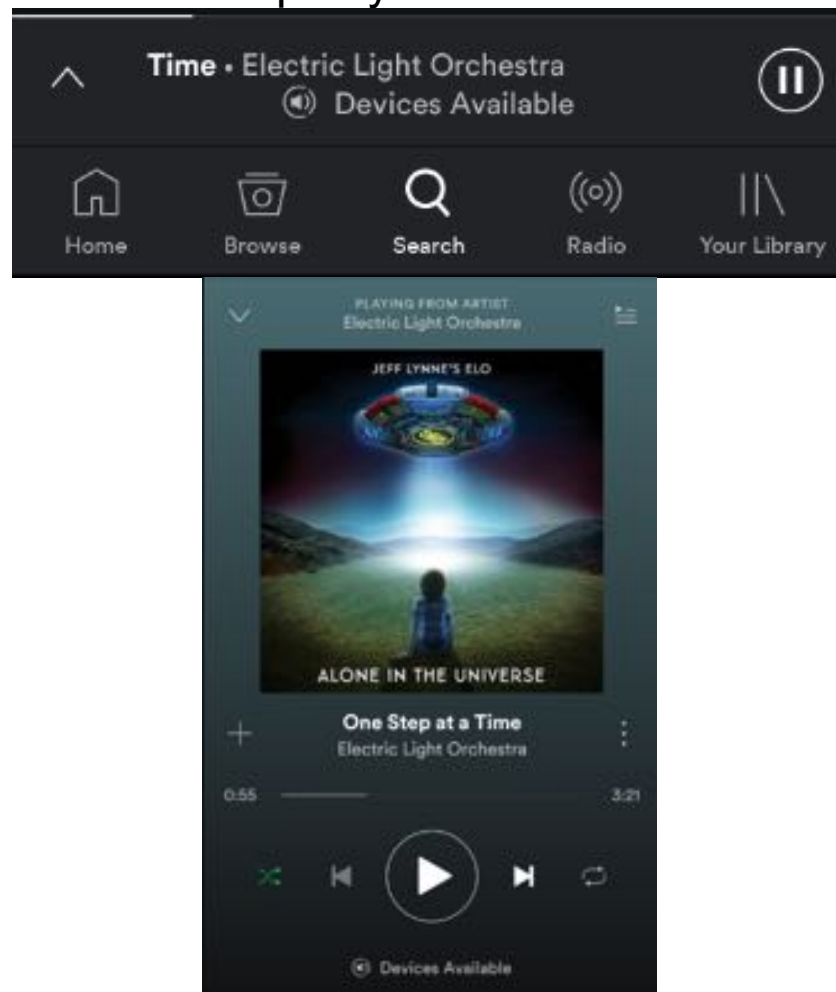 Time • Electric Light Orchestra
Devices Available
Home Browse Search Radio Your Library
PLAYING FROM ARTIST
Electric Light Orchestra
JEFF LYNNE'S ELO
ALONE IN THE UNIVERSE
One Step at a Time
Electric Light Orchestra
0:55 3:21
Devices Available